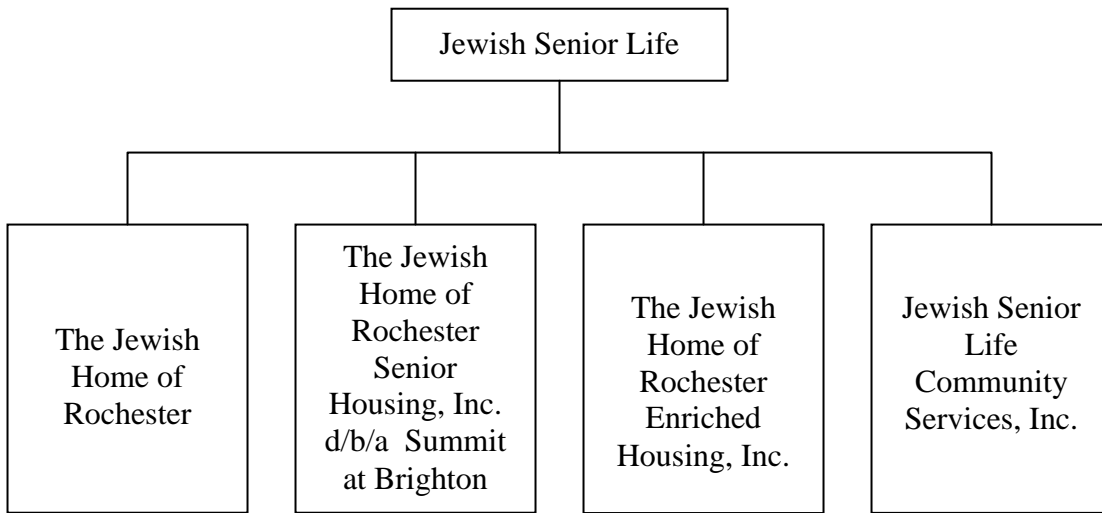 Jewish Senior Life
The Jewish
Home of
Rochester
The Jewish
Home of
Rochester
Senior
Housing, Inc.
d/b/a Summit
at Brighton
The Jewish
Home of
Rochester
Enriched
Housing, Inc.
Jewish Senior
Life
Community
Services, Inc.